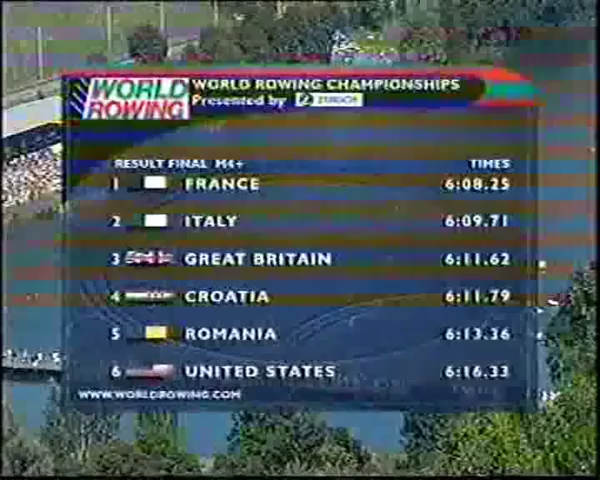 WORLD ROWING
WORLD ROWING CHAMPIONSHIPS
Presented by ZURICH
RESULT FINAL M4+ TIMES
1 FRANCE 6:08.25
2 ITALY 6:09.71
3 GREAT BRITAIN 6:11.62
4 CROATIA 6:11.79
5 ROMANIA 6:13.36
6 UNITED STATES 6:16.33
WWW.WORLDROWING.COM